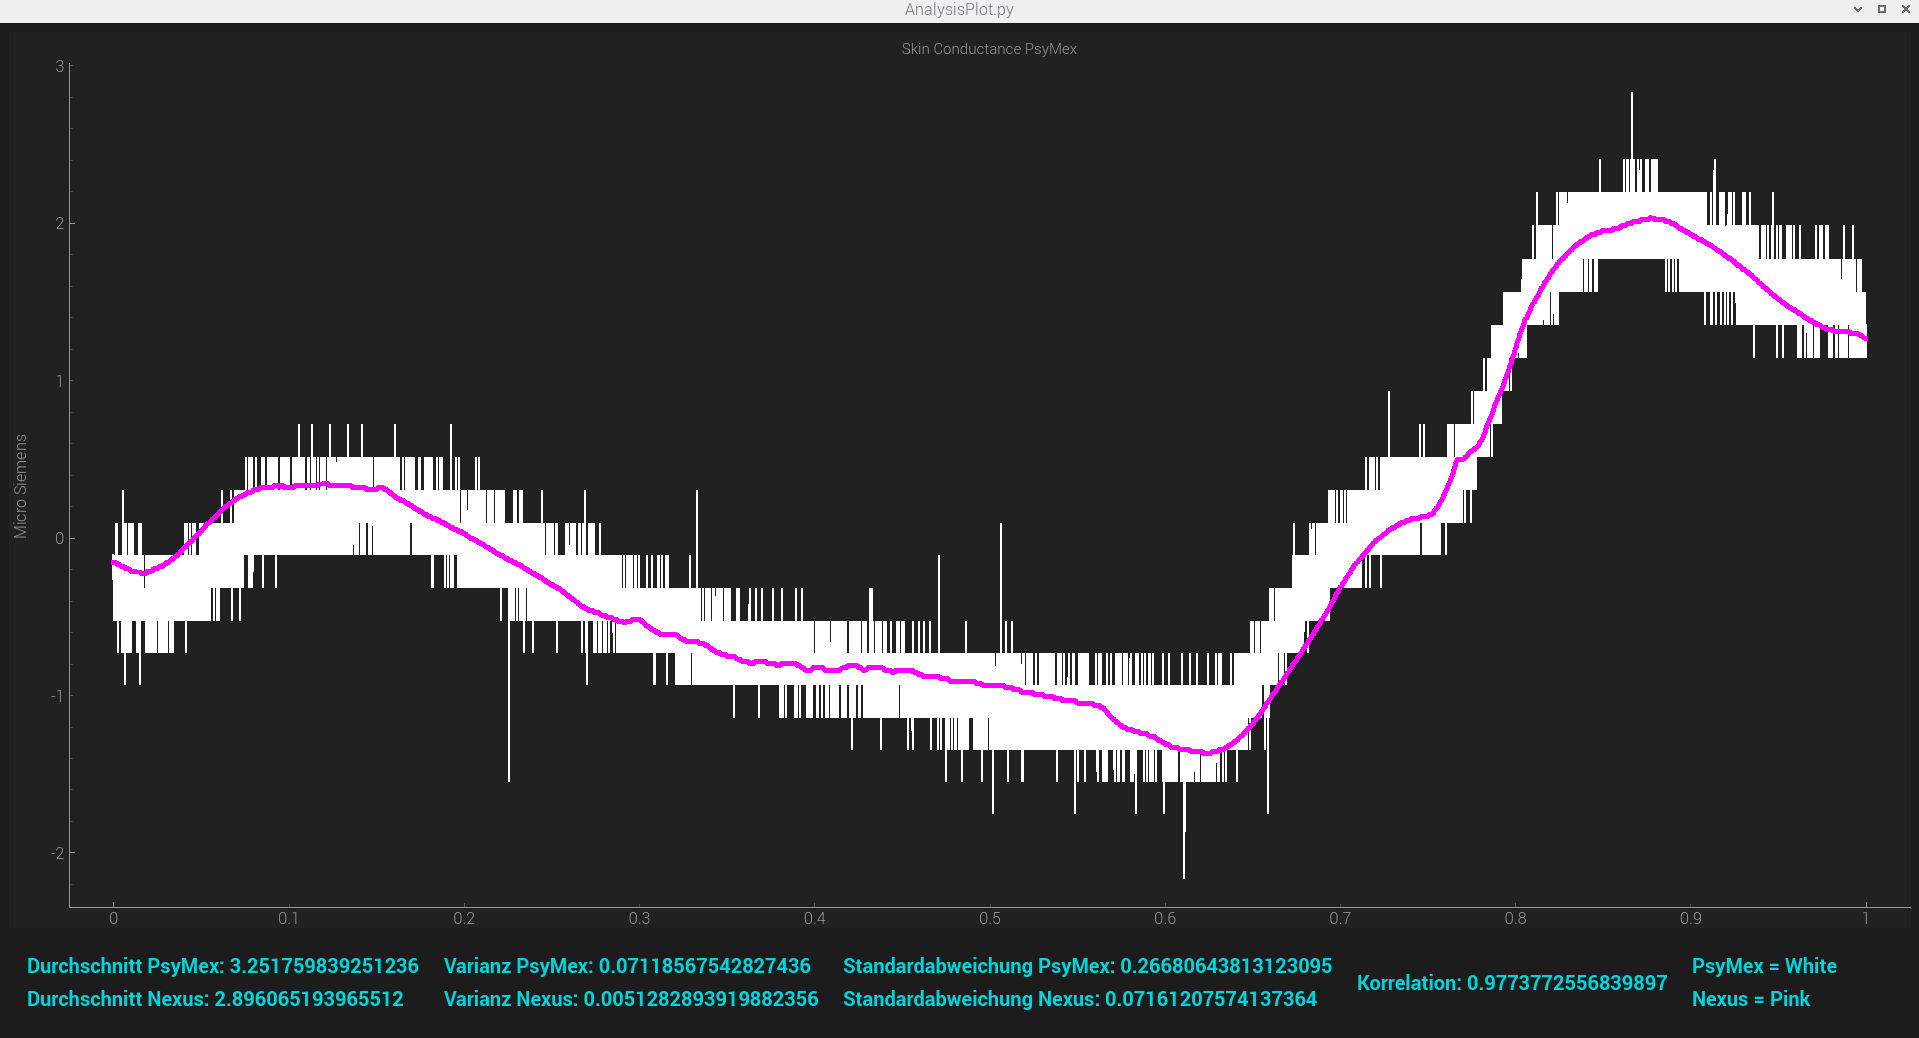 AnalysisPlot.py
Skin Conductance PsyMex
3
2
1
0
-1
-2
Micro Siemens
0 0.1 0.2 0.3 0.4 0.5 0.6 0.7 0.8 0.9 1
Durchschnitt PsyMex: 3.251759839251236 Varianz PsyMex: 0.07118567542827436 Standardabweichung PsyMex: 0.26680643813123095 PsyMex = White
Korrelation: 0.9773772556839897
Durchschnitt Nexus: 2.896065193965512 Varianz Nexus: 0.0051282893919882356 Standardabweichung Nexus: 0.07161207574137364 Nexus = Pink